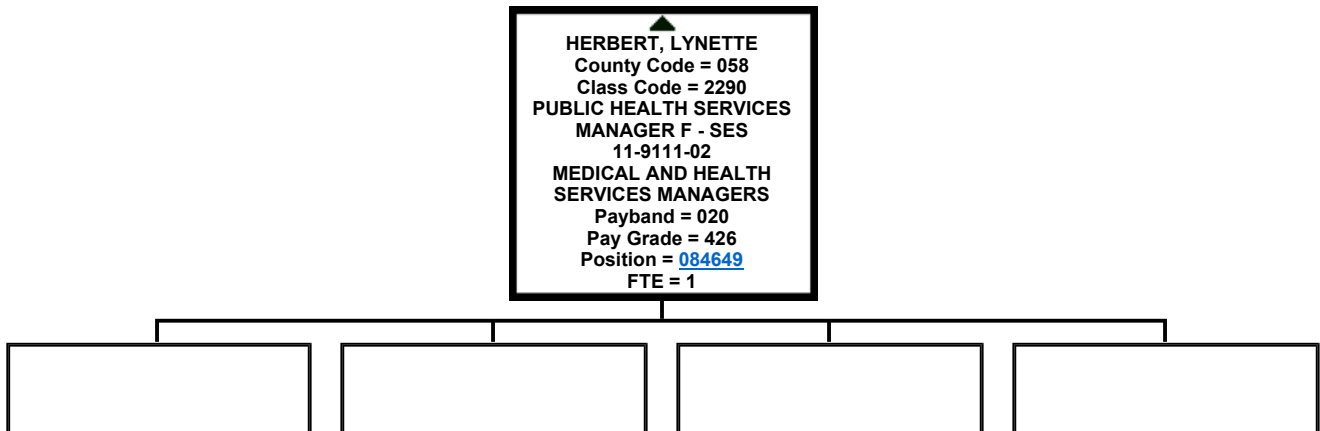 HERBERT, LYNETTE
County Code = 058
Class Code = 2290
PUBLIC HEALTH SERVICES
MANAGER F - SES
11-9111-02
MEDICAL AND HEALTH
SERVICES MANAGERS
Payband = 020
Pay Grade = 426
Position = 084649
FTE = 1